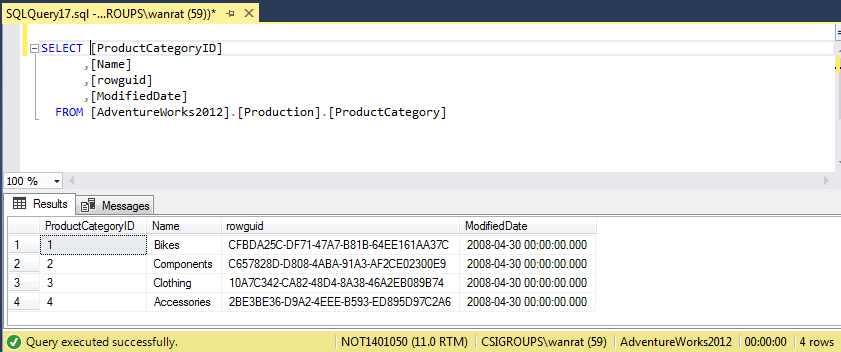 SQLQuery17.sql -...ROUPS\wanrat (59))*
SELECT [ProductCategoryID]
,[Name]
,[rowguid]
,[ModifiedDate]
FROM [AdventureWorks2012].[Production].[ProductCategory]
100 %
Results Messages
ProductCategoryID Name rowguid ModifiedDate
1 1 Bikes CFBDA25C-DF71-47A7-B81B-64EE161AA37C 2008-04-30 00:00:00.000
2 2 Components C657828D-D808-4ABA-91A3-AF2CE02300E9 2008-04-30 00:00:00.000
3 3 Clothing 10A7C342-CA82-48D4-8A38-46A2EB089B74 2008-04-30 00:00:00.000
4 4 Accessories 2BE3BE36-D9A2-4EEE-B593-ED895D97C2A6 2008-04-30 00:00:00.000
Query executed successfully. NOT1401050 (11.0 RTM) CSIGROUPS\wanrat (59) AdventureWorks2012 00:00:00 4 rows